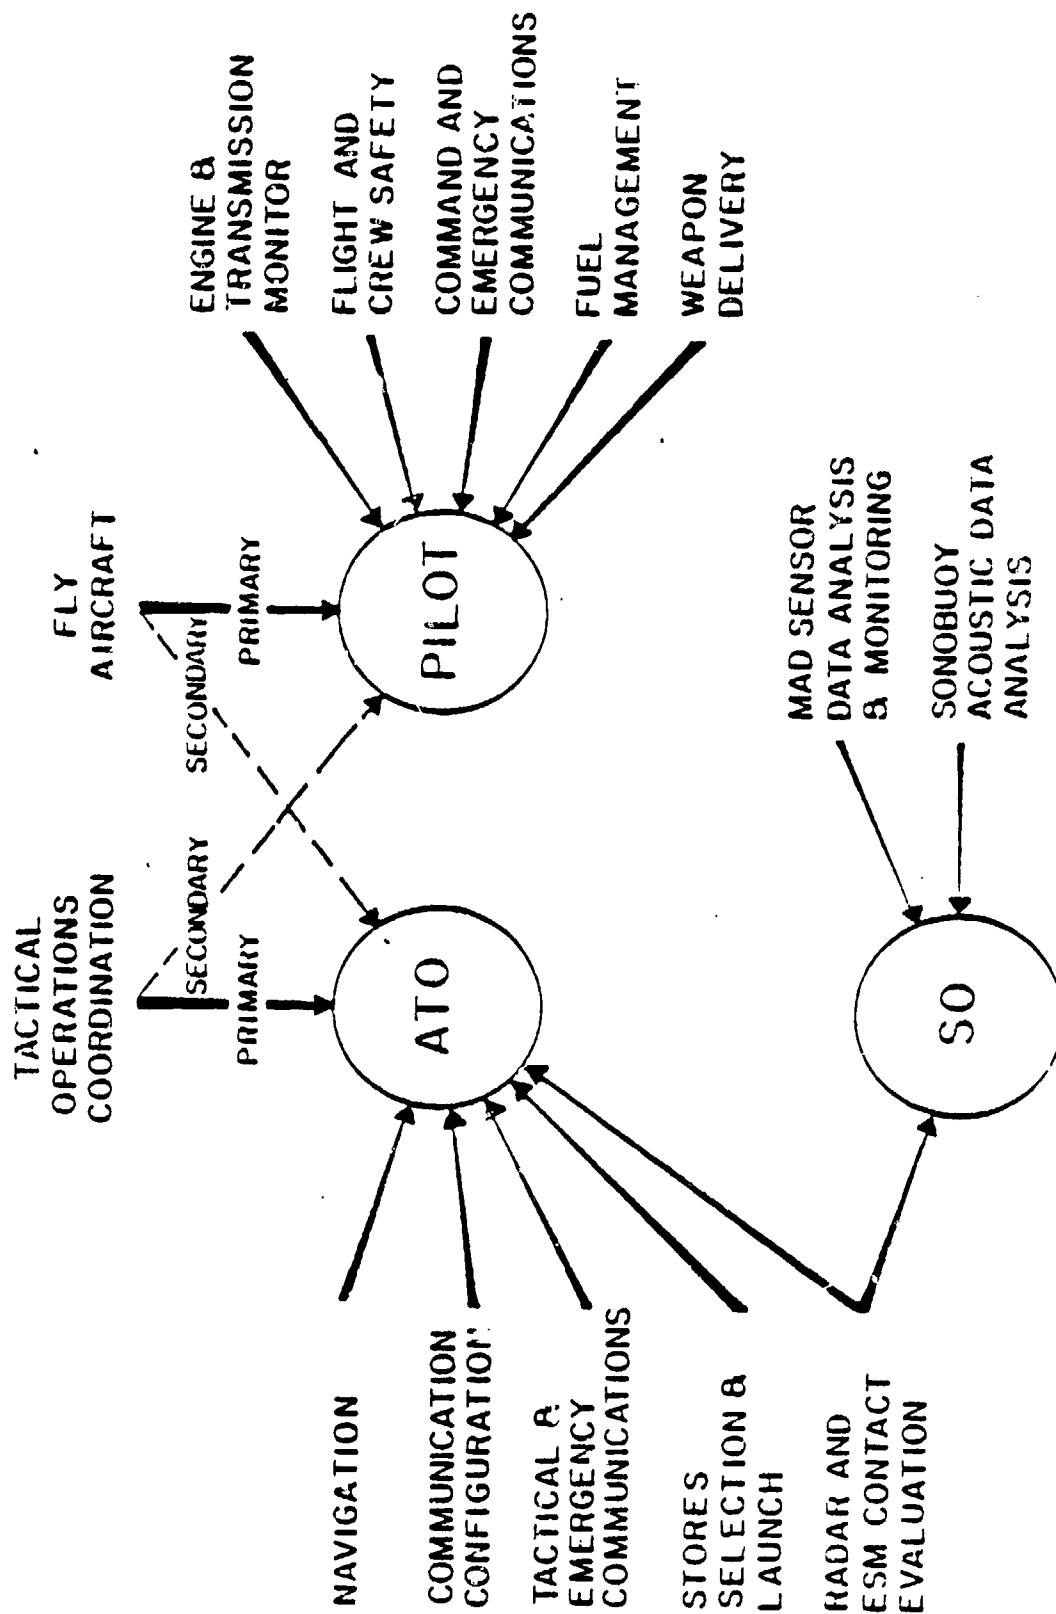 TACTICAL
OPERATIONS
COORDINATION
FLY
AIRCRAFT
SECONDARY
PRIMARY
SECONDARY
PRIMARY
NAVIGATION
COMMUNICATION
CONFIGURATION
TACTICAL &
EMERGENCY
COMMUNICATIONS
STORES
SELECTION &
LAUNCH
RADAR AND
ESM CONTACT
EVALUATION
ATO
PILOT
ENGINE &
TRANSMISSION
MONITOR
FLIGHT AND
CREW SAFETY
COMMAND AND
EMERGENCY
COMMUNICATIONS
FUEL
MANAGEMENT
WEAPON
DELIVERY
SO
MAD SENSOR
DATA ANALYSIS
& MONITORING
SONOBUOY
ACOUSTIC DATA
ANALYSIS